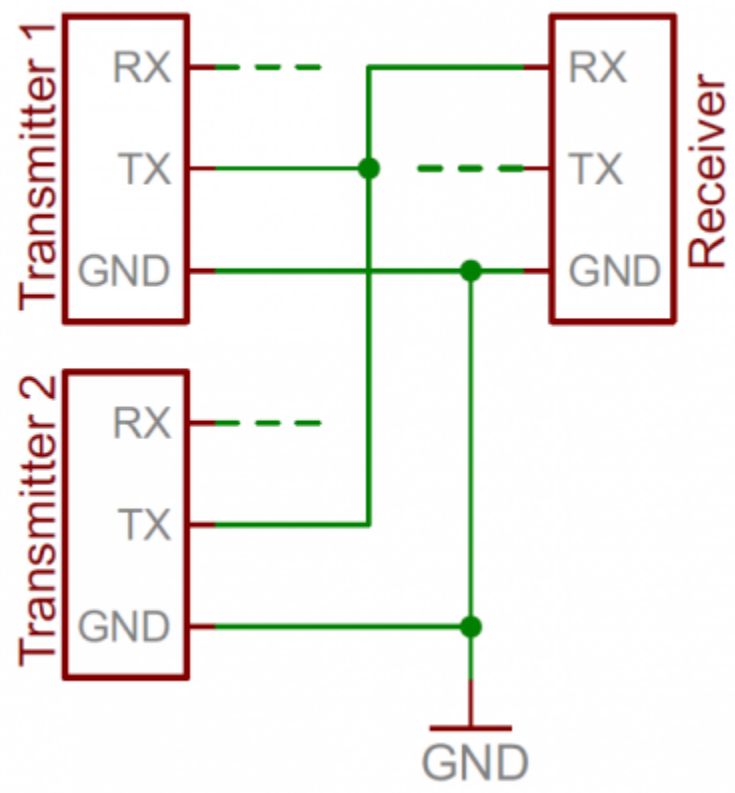 Transmitter 1
RX
TX
GND
Receiver
RX
TX
GND
Transmitter 2
RX
TX
GND
GND